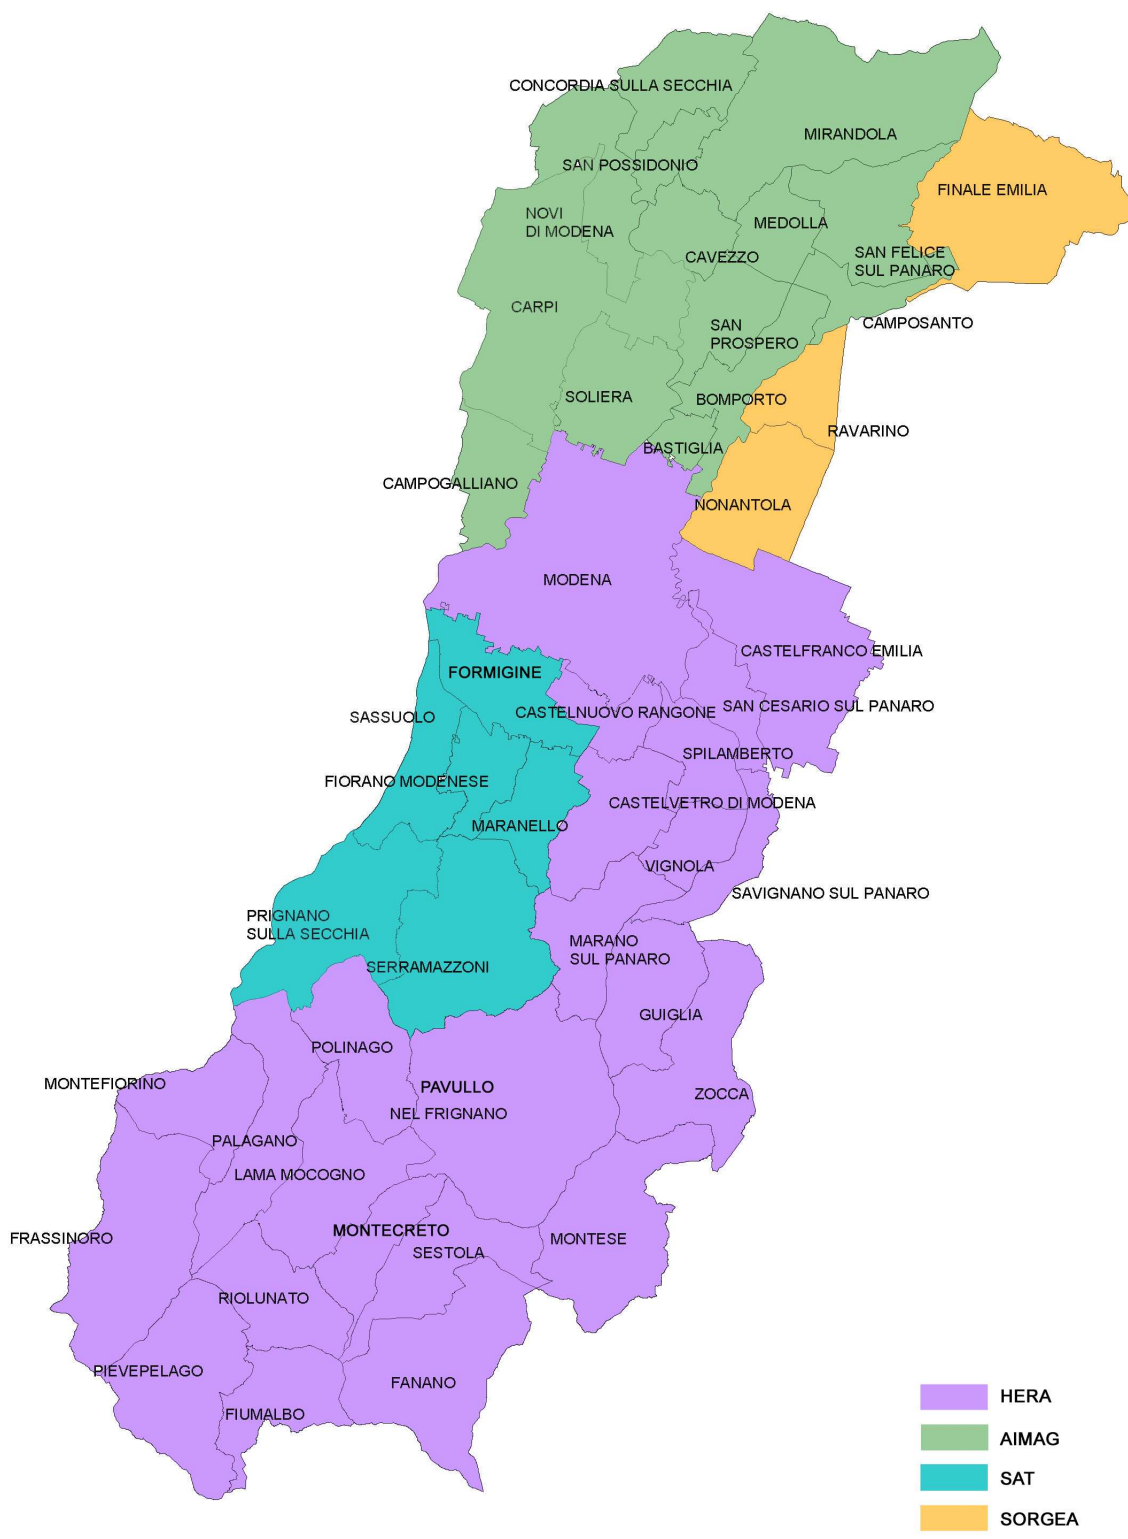 CONCORDIA SULLA SECCHIA
MIRANDOLA
SAN POSSIDONIO
FINALE EMILIA
NOVI
DI MODENA
MEDOLLA
CAVEZZO
SAN FELICE
SUL PANARO
CARPI
CAMPOSANTO
SAN
PROSPERO
SOLIERA
BOMPORTO
RAVARINO
BASTIGLIA
CAMPOGALLIANO
NONANTOLA
MODENA
CASTELFRANCO EMILIA
FORMIGINE
SAN CESARIO SUL PANARO
CASTELNUOVO RANGONE
SASSUOLO
SPILAMBERTO
FIORANO MODENESE
CASTELVETRO DI MODENA
MARANELLO
VIGNOLA
SAVIGNANO SUL PANARO
PRIGNANO
SULLA SECCHIA
MARANO
SUL PANARO
SERRAMAZZONI
GUIGLIA
POLINAGO
MONTEFIORINO
PAVULLO
NEL FRIGNANO
ZOCCA
PALAGANO
LAMA MOCOGNO
MONTECRETO
FRASSINORO
MONTESE
SESTOLA
RIOLUNATO
PIEVEPELAGO
FANANO
FIUMALBO
HERA
AIMAG
SAT
SORGEA